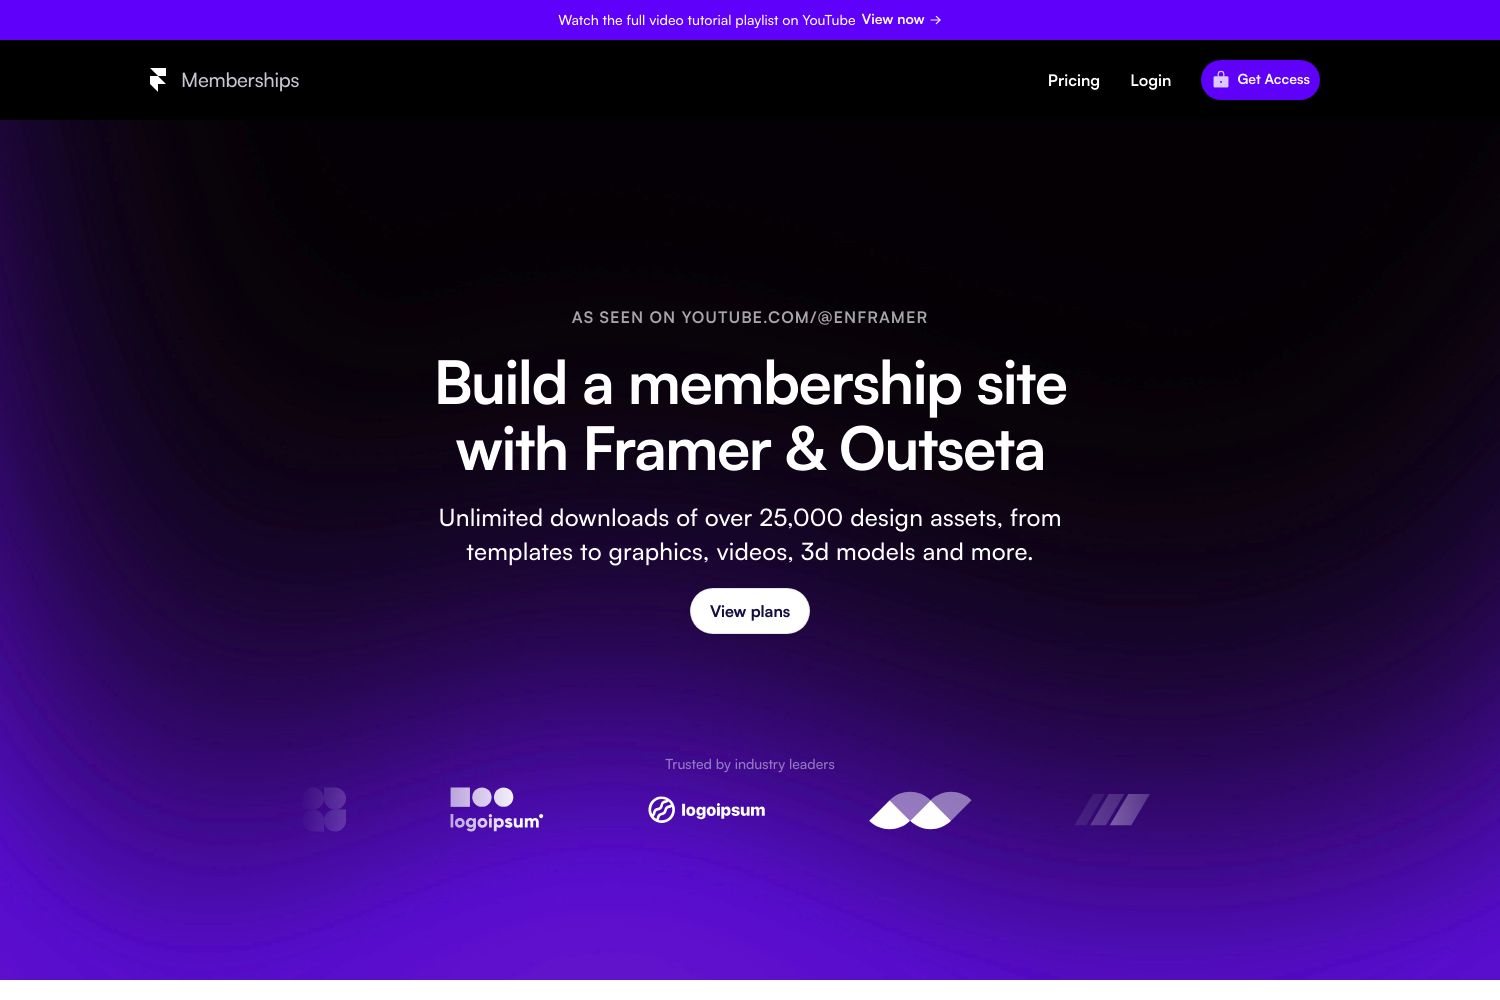 Watch the full video tutorial playlist on YouTube View now →
Memberships
Pricing
Login
Get Access
AS SEEN ON YOUTUBE.COM/@ENFRAMER
Build a membership site
with Framer & Outseta
Unlimited downloads of over 25,000 design assets, from
templates to graphics, videos, 3d models and more.
View plans
Trusted by industry leaders
logoipsum
logoipsum